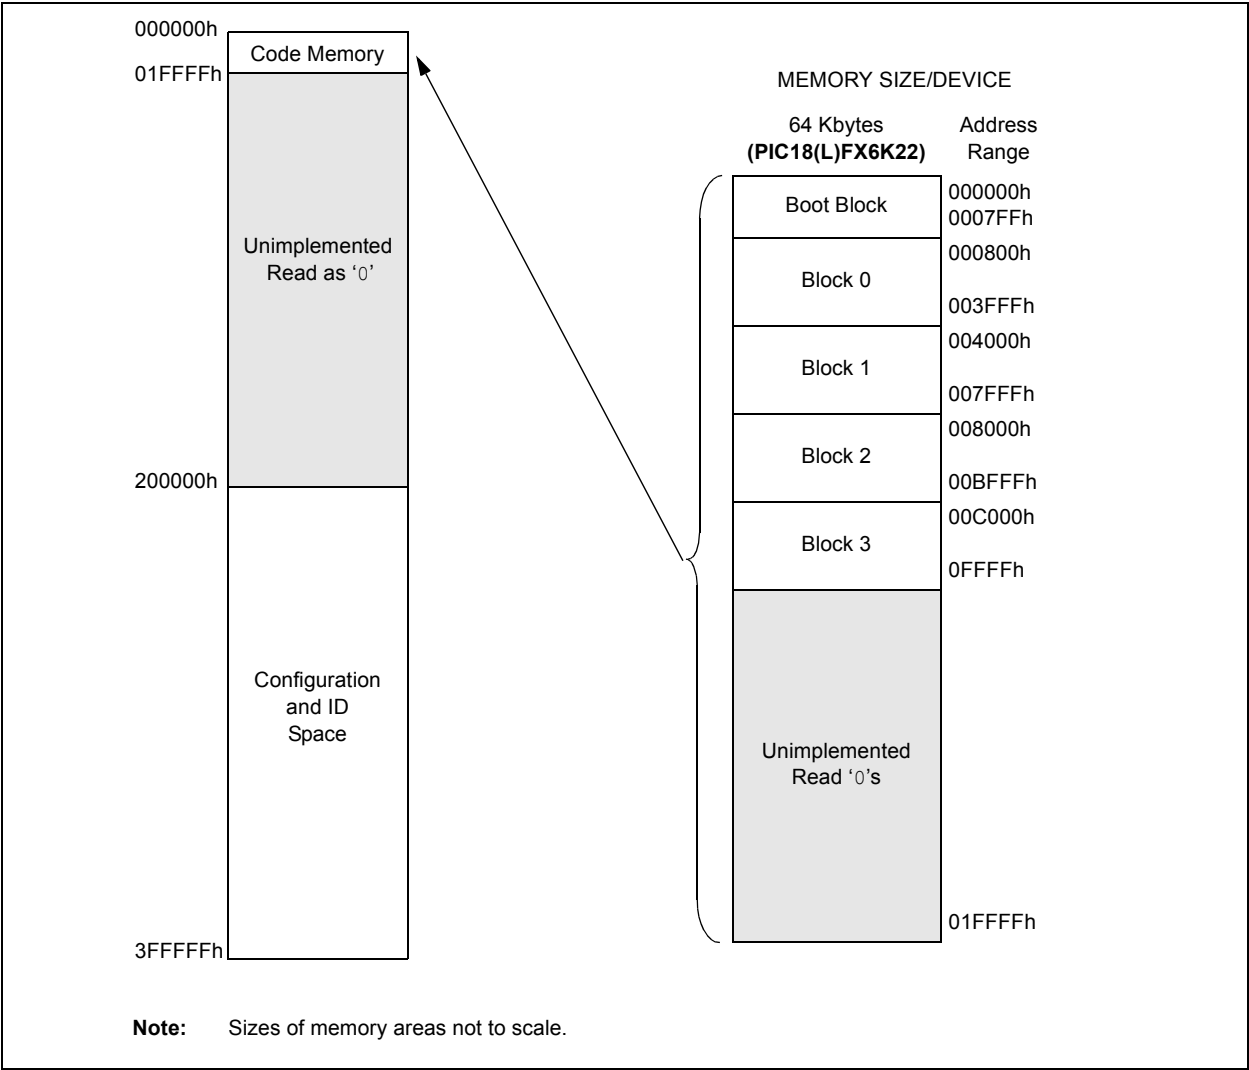 000000h
Code Memory
01FFFFh
Unimplemented
Read as ‘0’
200000h
Configuration
and ID
Space
3FFFFFh
MEMORY SIZE/DEVICE
64 Kbytes
(PIC18(L)FX6K22)
Address
Range
Boot Block
000000h
0007FFh
Block 0
000800h
003FFFh
Block 1
004000h
007FFFh
Block 2
008000h
00BFFFh
Block 3
00C000h
0FFFFh
Unimplemented
Read ‘0’s
01FFFFh
Note: Sizes of memory areas not to scale.